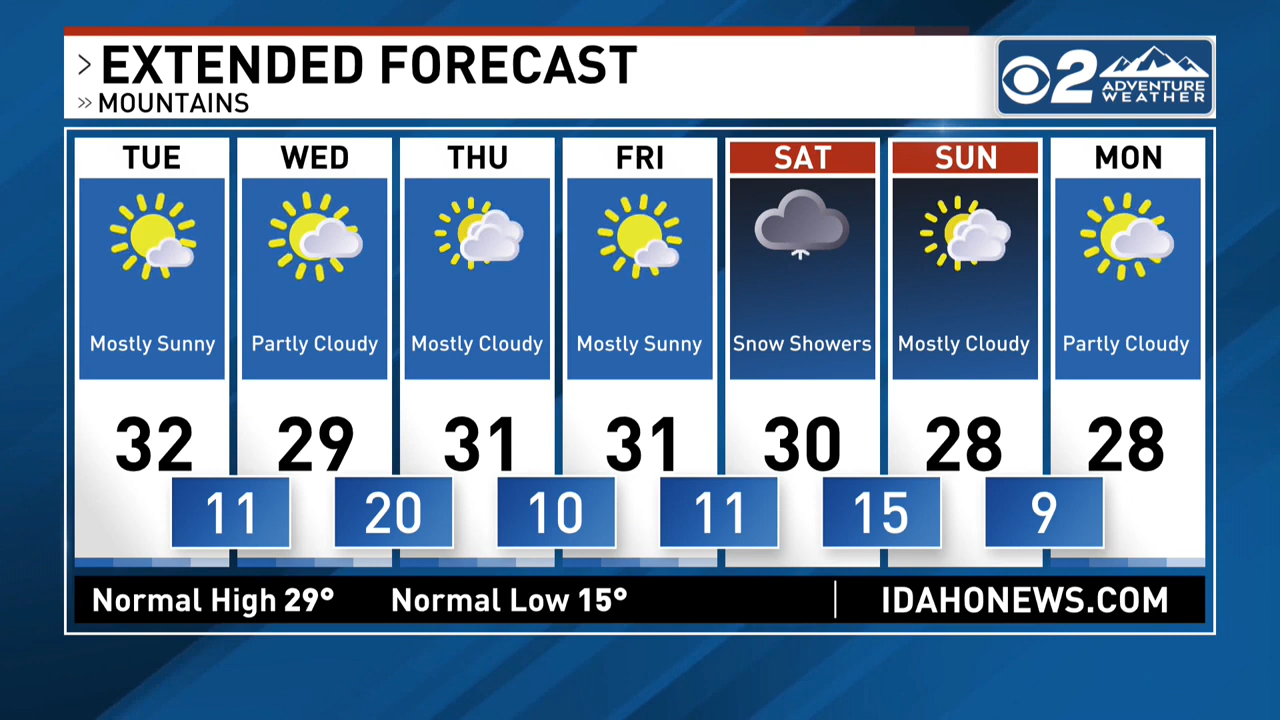 > EXTENDED FORECAST
>> MOUNTAINS
2 ADVENTURE
WEATHER
TUE WED THU FRI SAT SUN MON
Mostly Sunny Partly Cloudy Mostly Cloudy Mostly Sunny Snow Showers Mostly Cloudy Partly Cloudy
32 29 31 31 30 28 28
11 20 10 11 15 9
Normal High 29° Normal Low 15° IDAHONEWS.COM